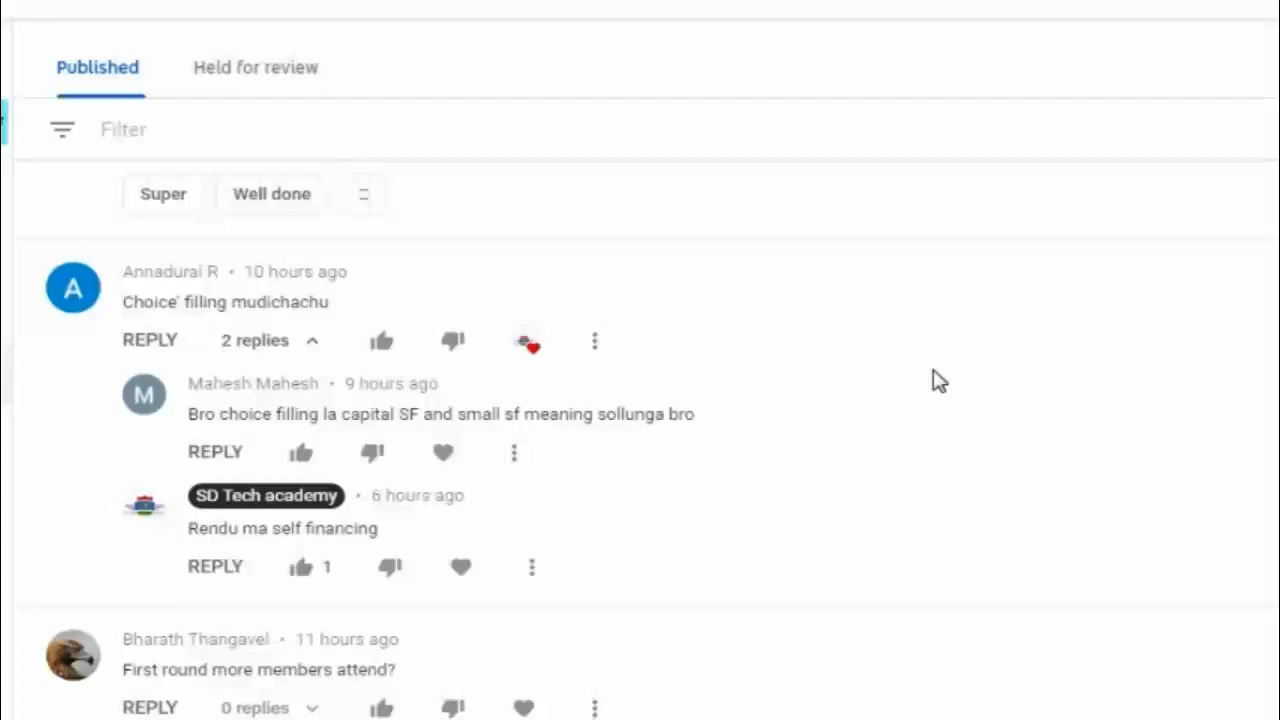 Published Held for review
Filter
Super Well done
Annadurai R • 10 hours ago
Choice' filling mudichachu
REPLY 2 replies
Mahesh Mahesh • 9 hours ago
Bro choice filling la capital SF and small sf meaning sollunga bro
REPLY
SD Tech academy • 6 hours ago
Rendu ma self financing
REPLY 1
Bharath Thangavel • 11 hours ago
First round more members attend?
REPLY 0 replies